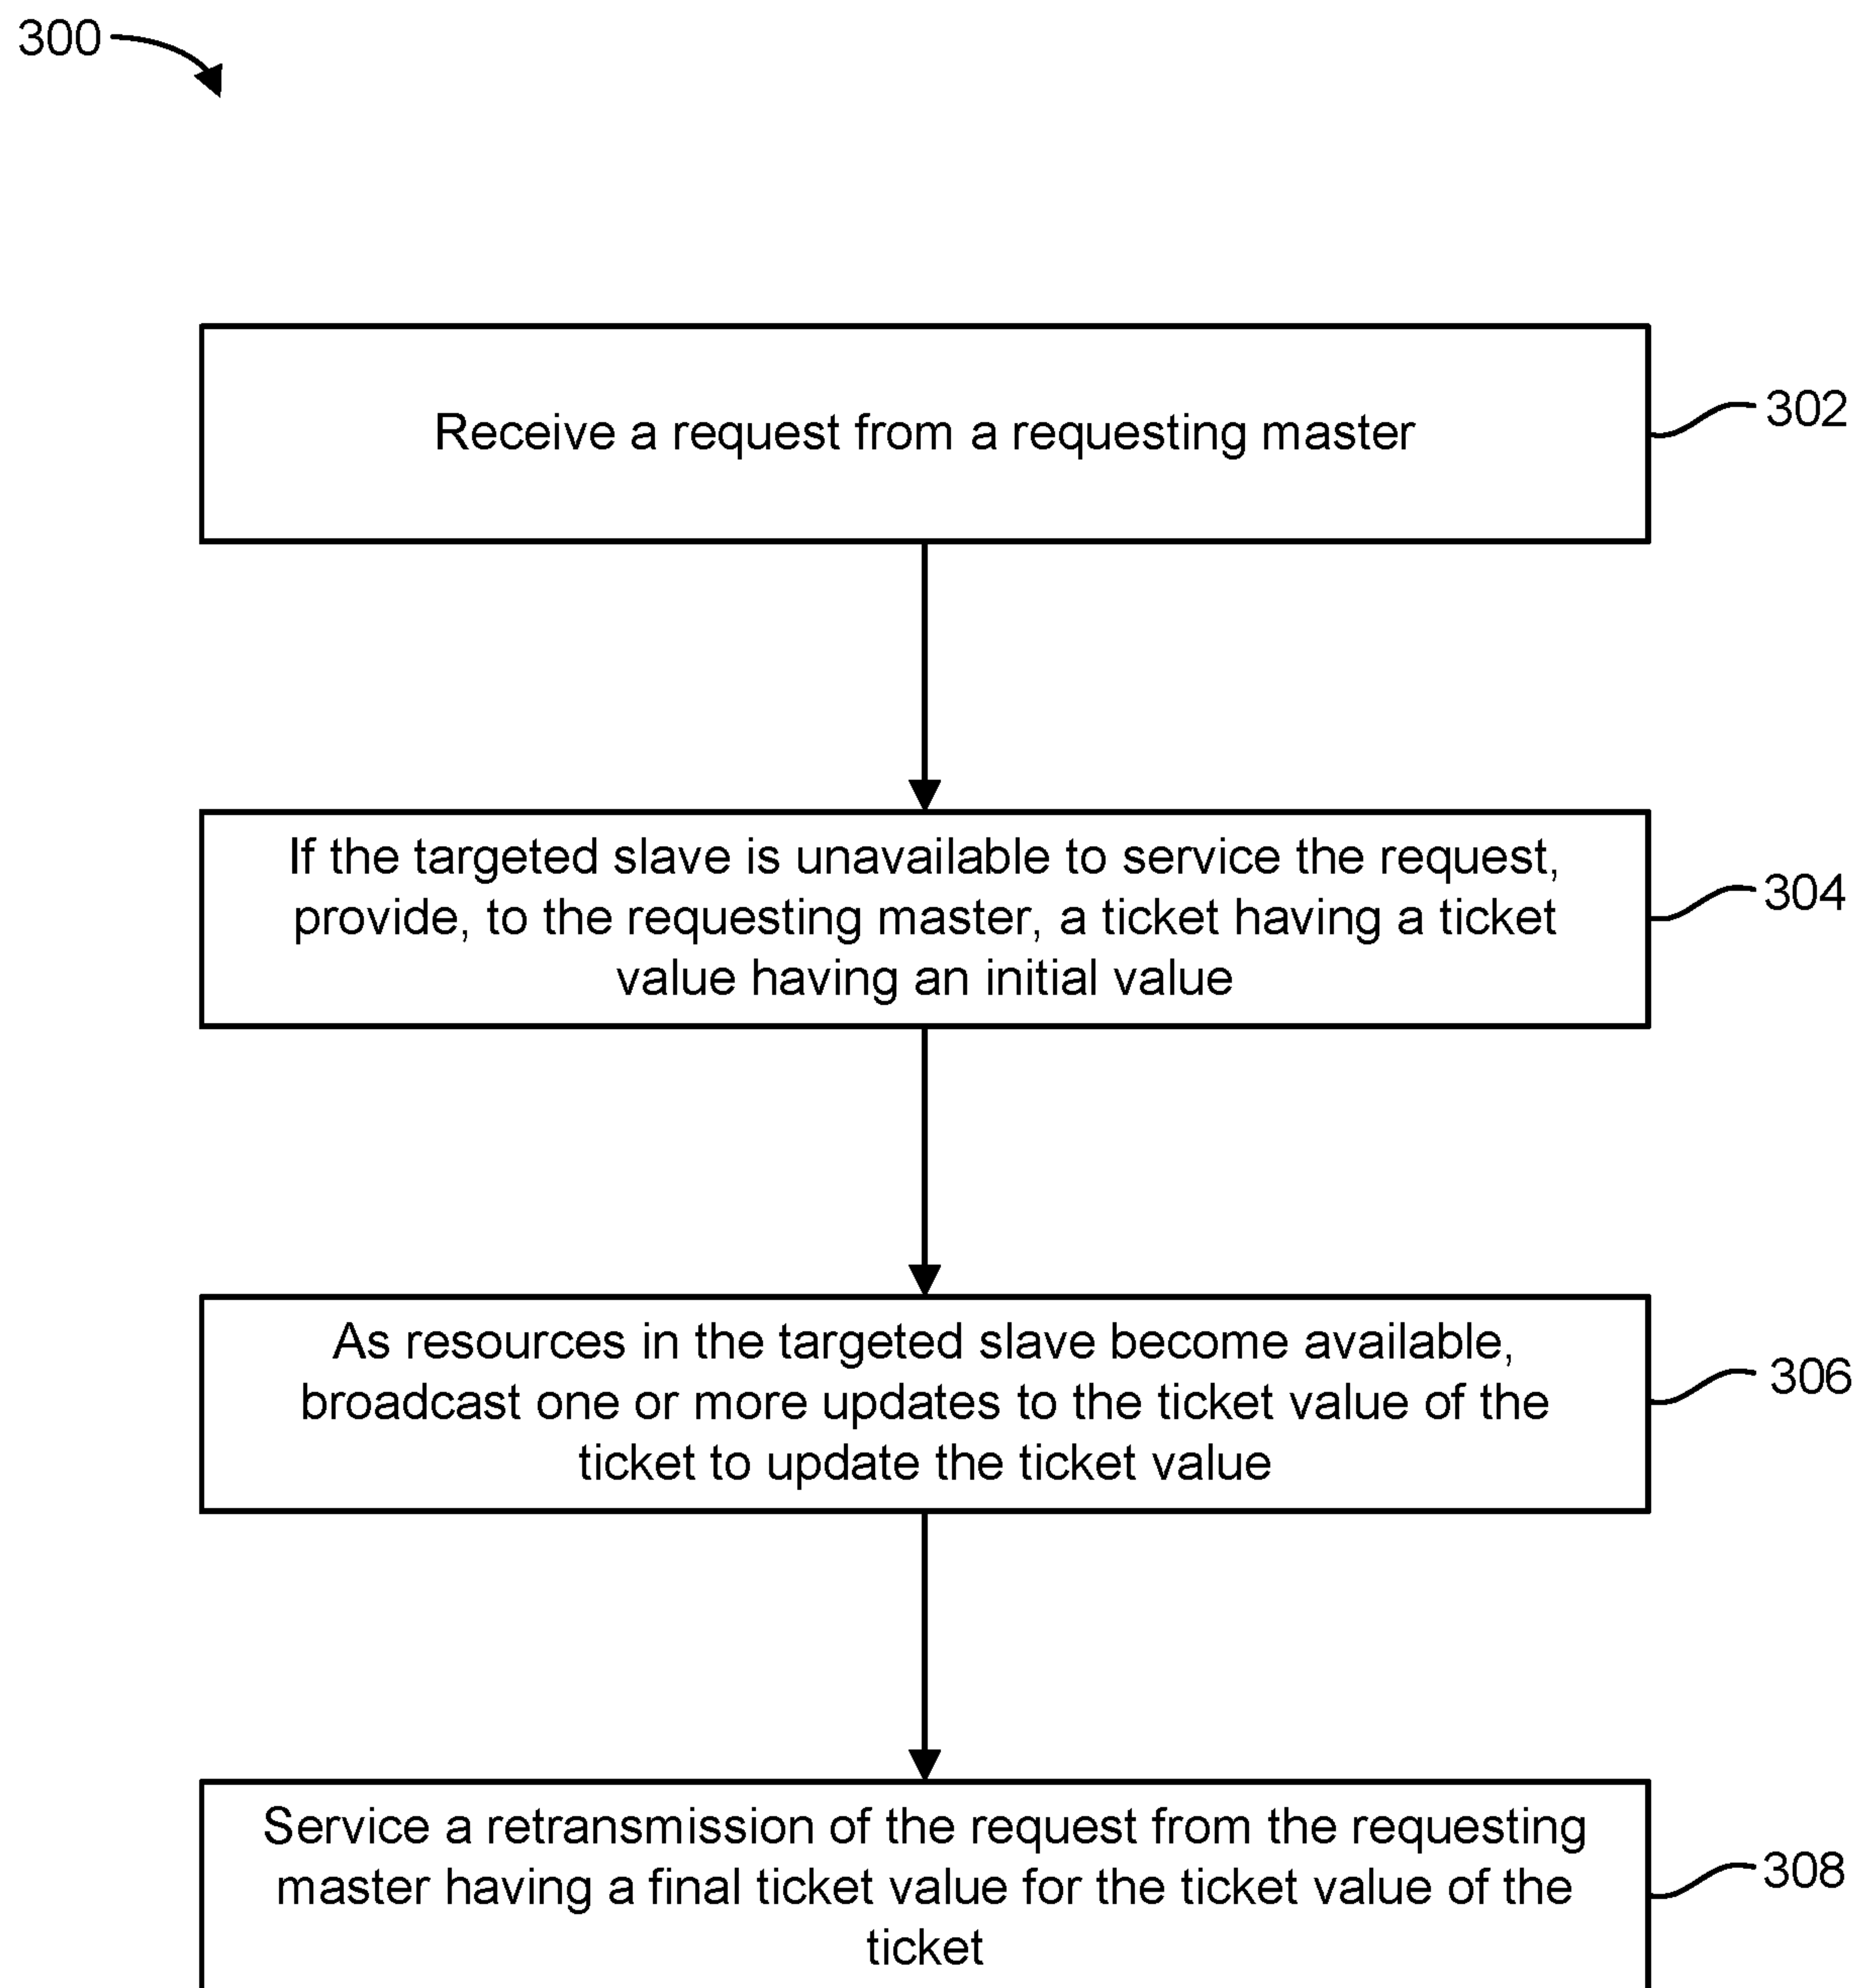 300
Receive a request from a requesting master
302
If the targeted slave is unavailable to service the request,
provide, to the requesting master, a ticket having a ticket
value having an initial value
304
As resources in the targeted slave become available,
broadcast one or more updates to the ticket value of the
ticket to update the ticket value
306
Service a retransmission of the request from the requesting
master having a final ticket value for the ticket value of the
ticket
308